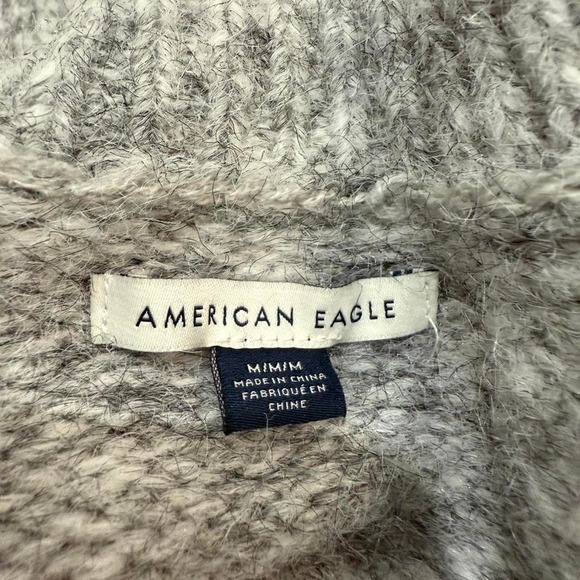 AMERICAN EAGLE
M/M/M
MADE IN CHINA
FABRIQUÉ EN
CHINE